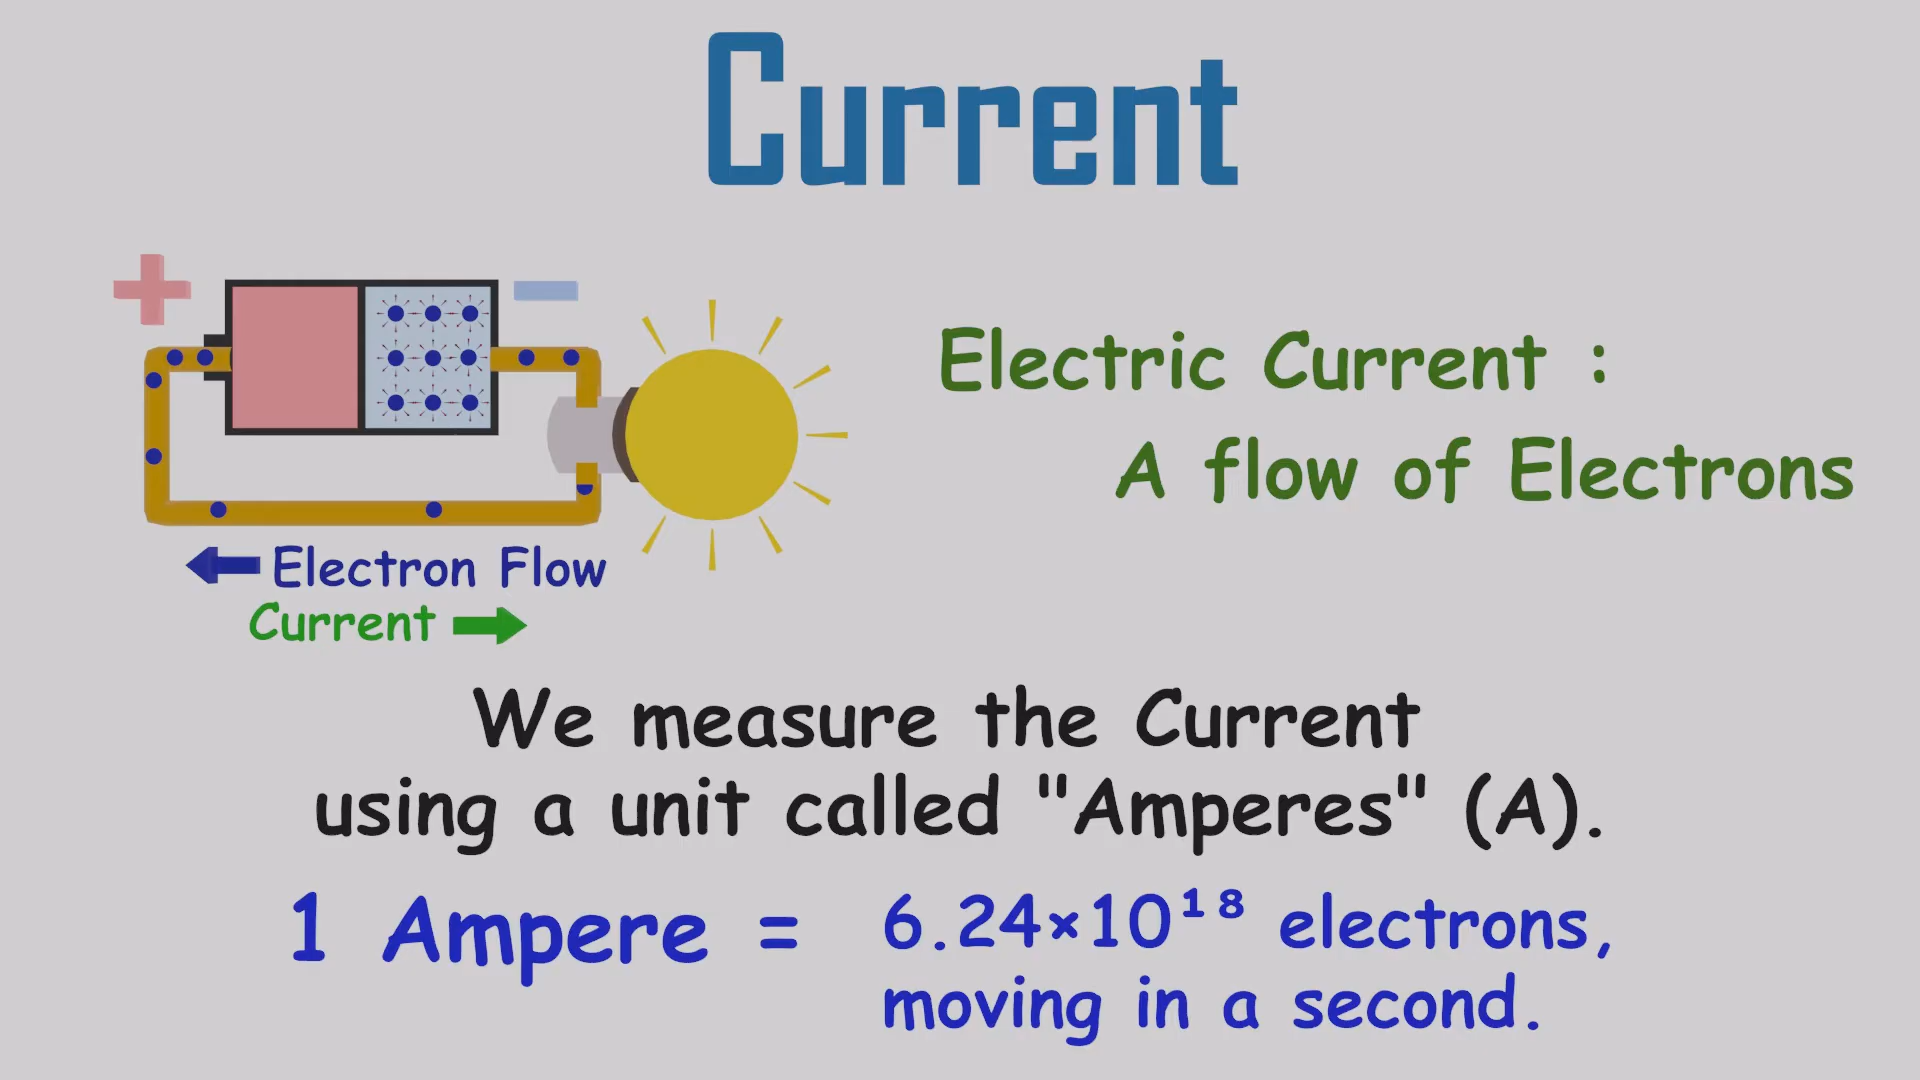 Current
Electric Current :
A flow of Electrons
Electron Flow
Current
We measure the Current
using a unit called "Amperes" (A).
1 Ampere = 6.24×10¹⁸ electrons,
moving in a second.